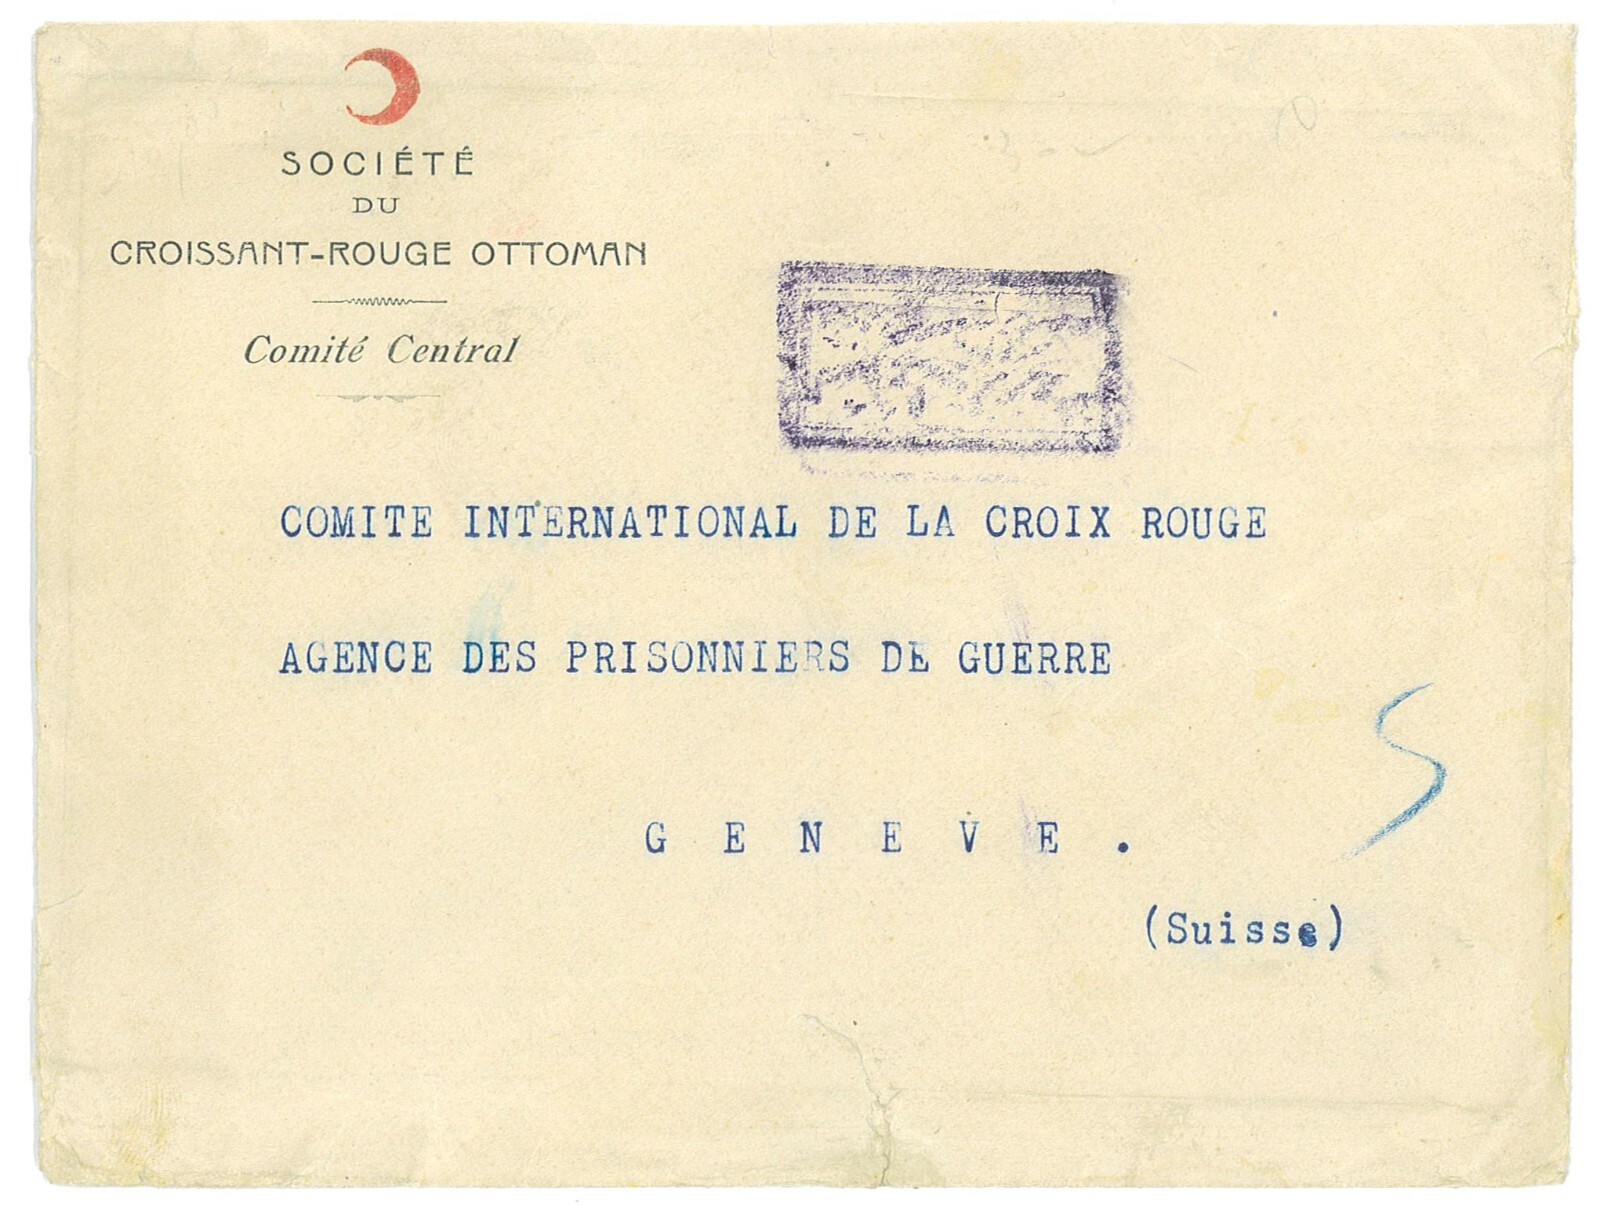 SOCIÉTÉ
DU
CROISSANT-ROUGE OTTOMAN
Comité Central
COMITE INTERNATIONAL DE LA CROIX ROUGE
AGENCE DES PRISONNIERS DE GUERRE
G E N E V E .
(Suisse)